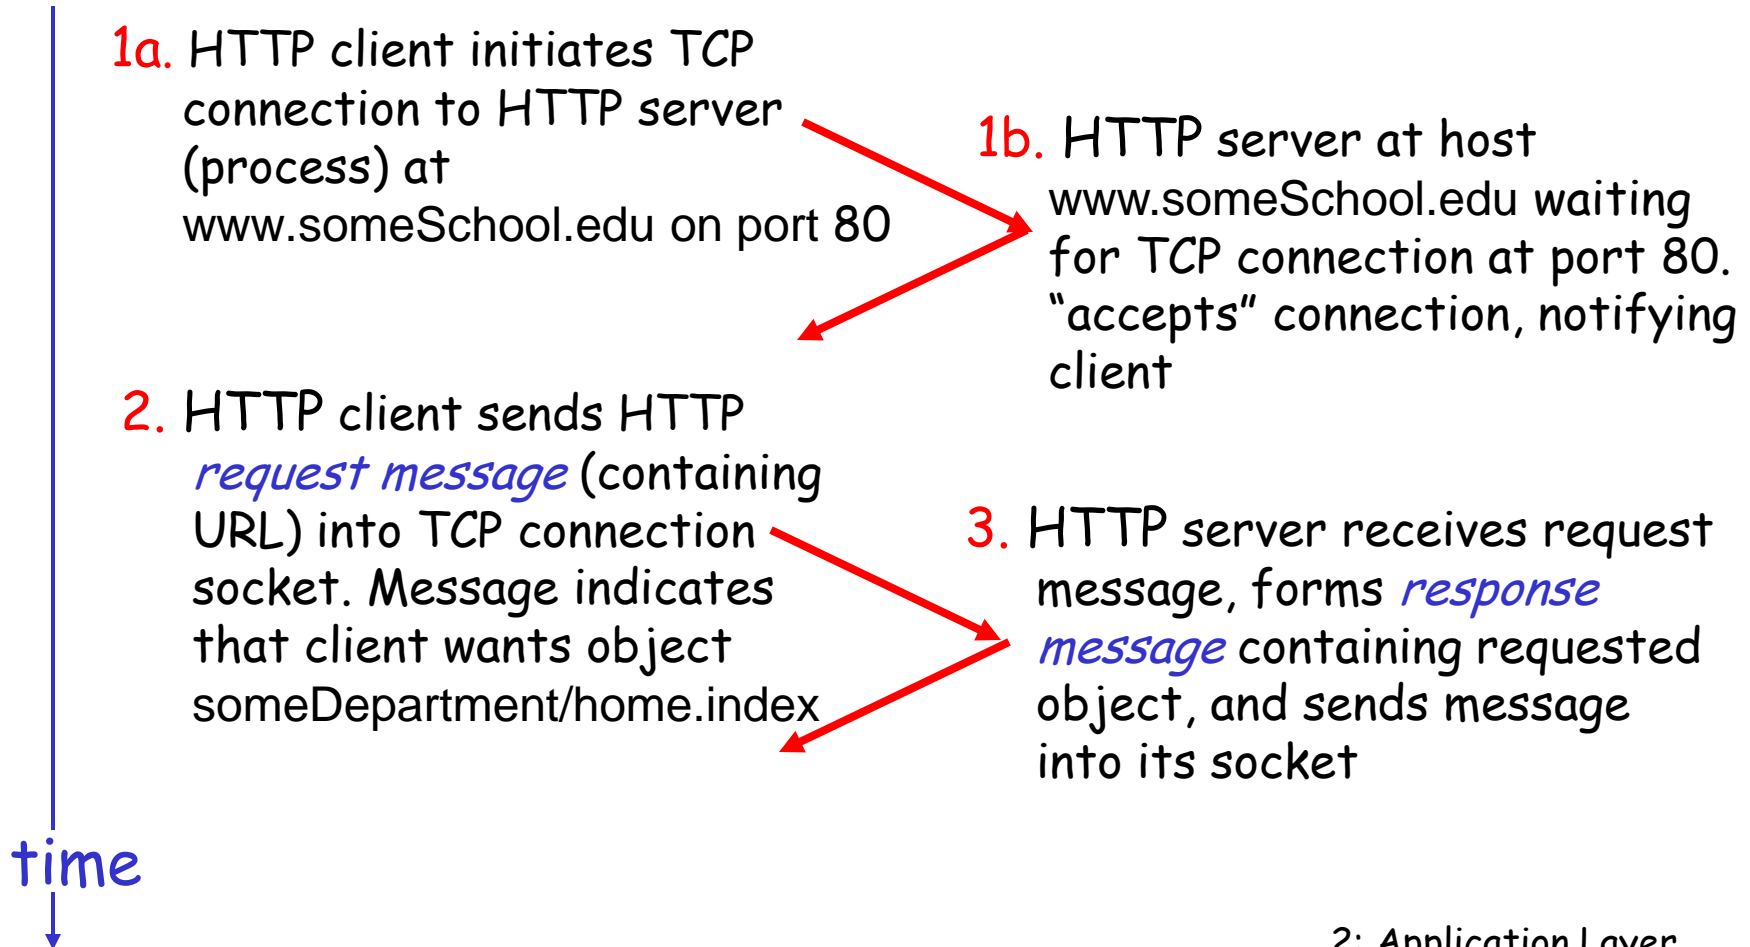 1a. HTTP client initiates TCP
connection to HTTP server
(process) at
www.someSchool.edu on port 80
1b. HTTP server at host
www.someSchool.edu waiting
for TCP connection at port 80.
“accepts” connection, notifying
client
2. HTTP client sends HTTP
request message (containing
URL) into TCP connection
socket. Message indicates
that client wants object
someDepartment/home.index
3. HTTP server receives request
message, forms response
message containing requested
object, and sends message
into its socket
time
2: Application Layer